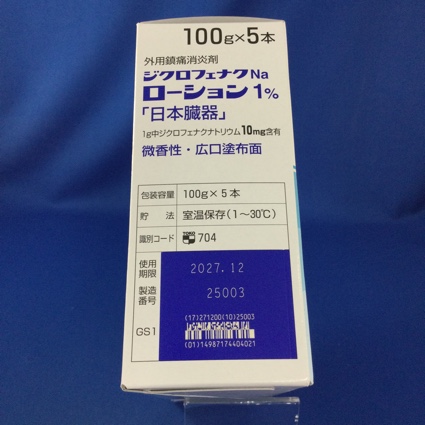 100g×5本
外用鎮痛消炎剤
ジクロフェナクNa
ローション1%
「日本臓器」
1g中ジクロフェナクナトリウム10mg含有
微香性・広口塗布面
包装容量 100g×5本
貯法 室温保存(1~30℃)
識別コード TOKO 704
使用期限 2027.12
製造番号 25003
GS1
(17)271200(10)25003
(01)14987174404021